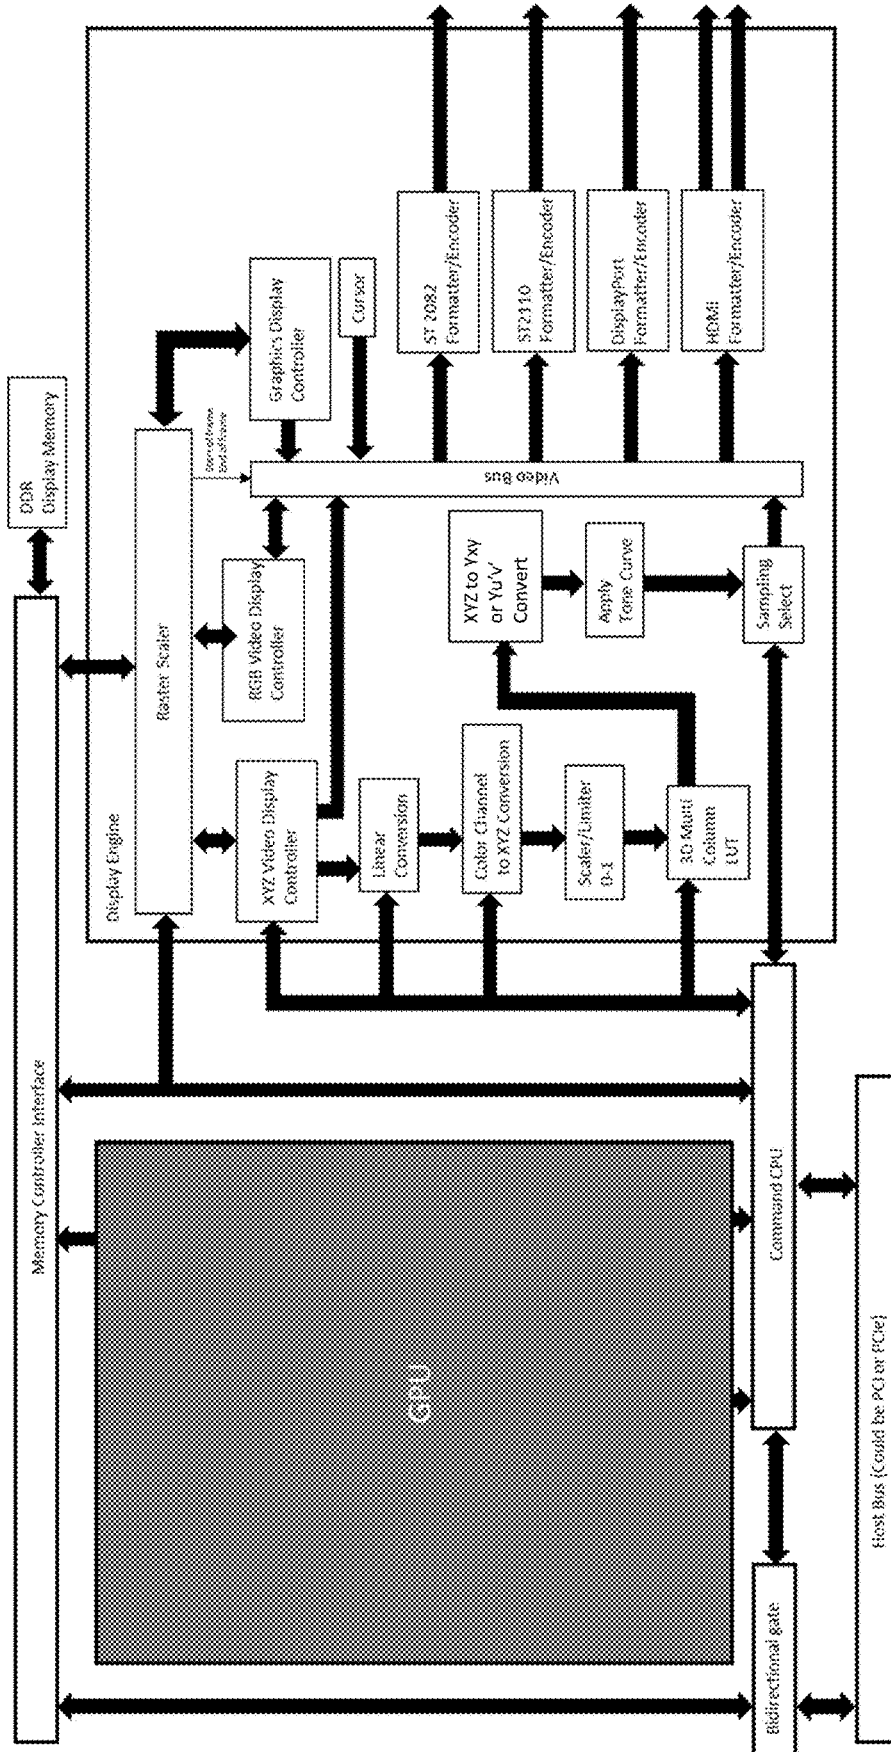 DDR
Display Memory
Memory Controller Interface
Display Engine
Raster Scaler
Graphics Display
Controller
Cursor
RGB Video Display
Controller
XYZ Video Display
Controller
Video Bus
Linear
Conversion
Color Channel
to XYZ Conversion
Scaler/Limiter
0-1
3D Multi
Column
LUT
XYZ to Yxy
or Yu'v'
Convert
Apply
Tone Curve
Sampling
Select
ST 2082
Formatter/Encoder
ST2110
Formatter/Encoder
DisplayPort
Formatter/Encoder
HDMI
Formatter/Encoder
GPU
Command CPU
Bidirectional gate
Host Bus (Could be PCI or PCIe)